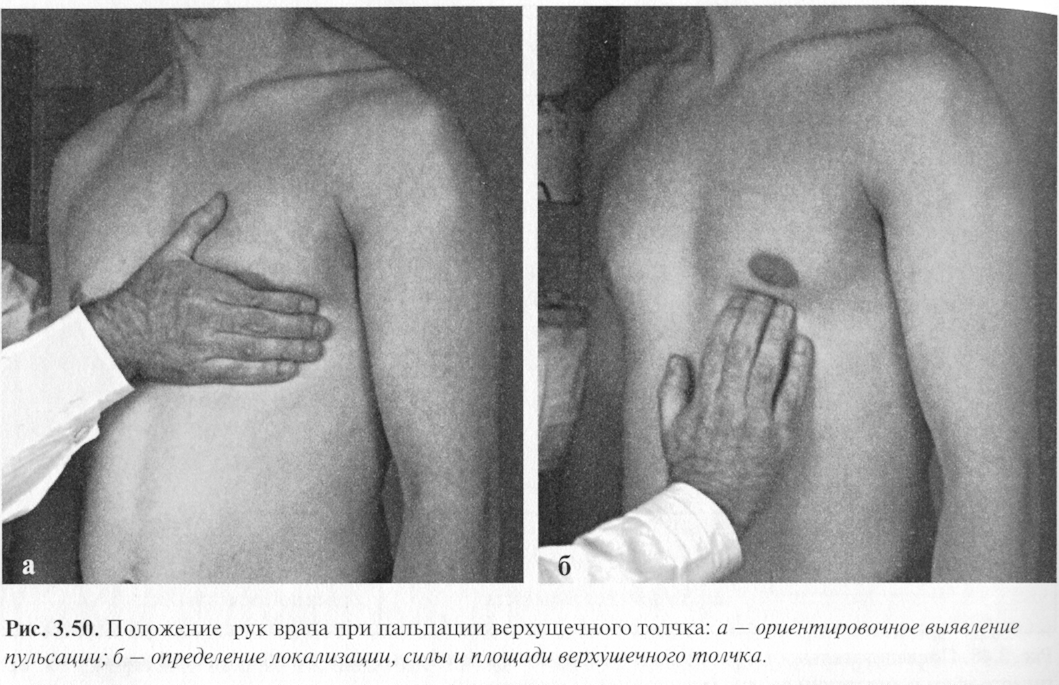 а
б
Рис. 3.50. Положение рук врача при пальпации верхушечного толчка: а – ориентировочное выявление
пульсации; б – определение локализации, силы и площади верхушечного толчка.